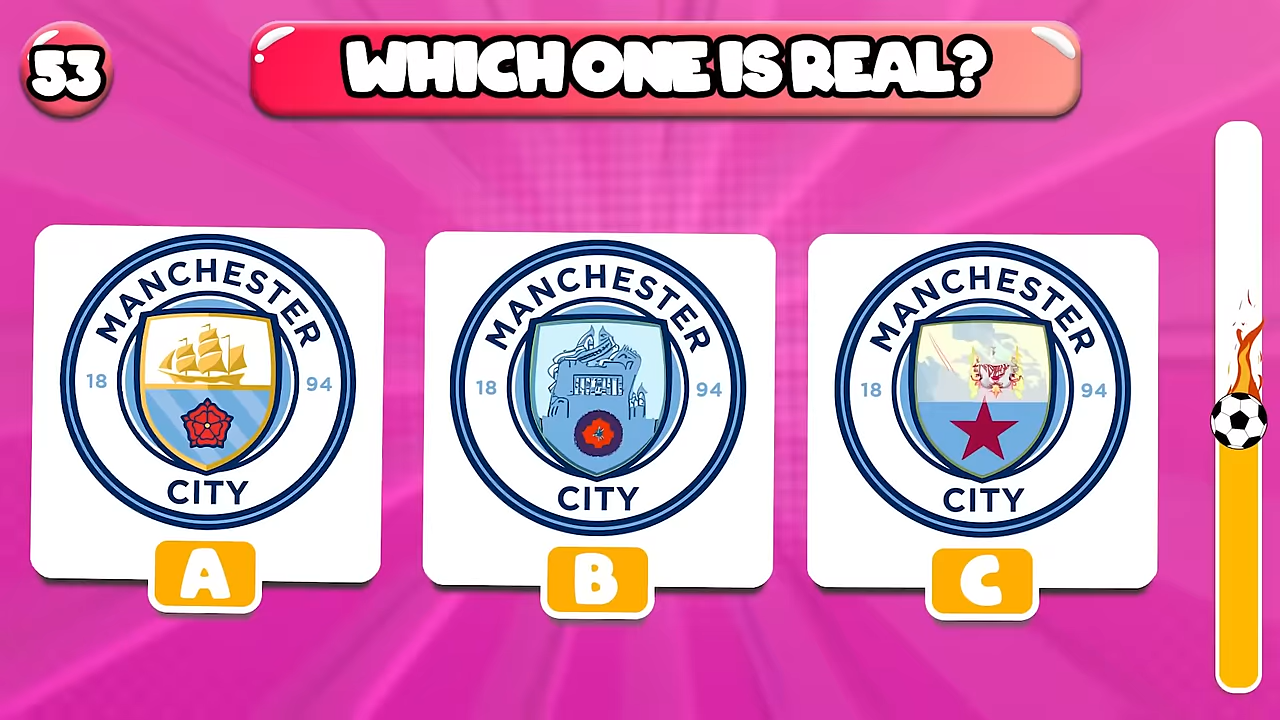 53
WHICH ONE IS REAL?
MANCHESTER
18 94
CITY
MANCHESTER
18 94
CITY
MANCHESTER
18 94
CITY
A
B
C